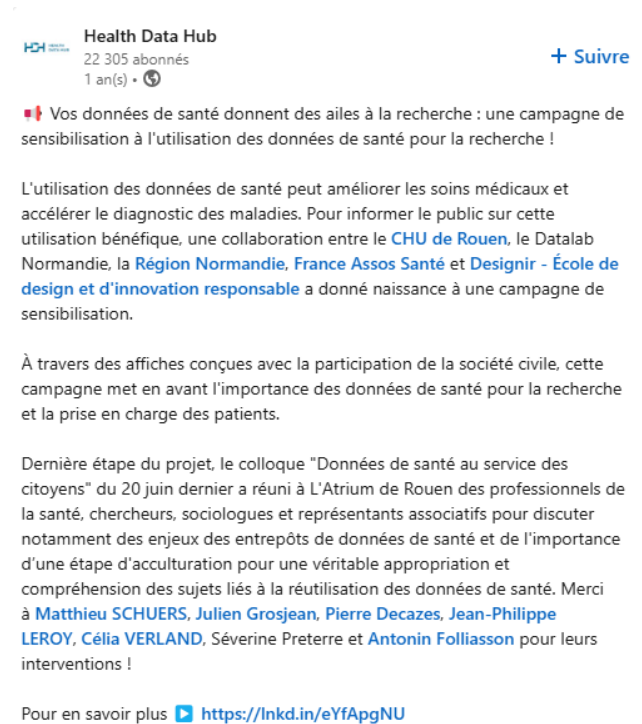 HDH HEALTH DATA HUB
Health Data Hub
22 305 abonnés
1 an(s) •
+ Suivre
Vos données de santé donnent des ailes à la recherche : une campagne de
sensibilisation à l'utilisation des données de santé pour la recherche !
L'utilisation des données de santé peut améliorer les soins médicaux et
accélérer le diagnostic des maladies. Pour informer le public sur cette
utilisation bénéfique, une collaboration entre le CHU de Rouen, le Datalab
Normandie, la Région Normandie, France Assos Santé et Designir - École de
design et d'innovation responsable a donné naissance à une campagne de
sensibilisation.
À travers des affiches conçues avec la participation de la société civile, cette
campagne met en avant l'importance des données de santé pour la recherche
et la prise en charge des patients.
Dernière étape du projet, le colloque "Données de santé au service des
citoyens" du 20 juin dernier a réuni à L'Atrium de Rouen des professionnels de
la santé, chercheurs, sociologues et représentants associatifs pour discuter
notamment des enjeux des entrepôts de données de santé et de l'importance
d'une étape d'acculturation pour une véritable appropriation et
compréhension des sujets liés à la réutilisation des données de santé. Merci
à Matthieu SCHUERS, Julien Grosjean, Pierre Decazes, Jean-Philippe
LEROY, Célia VERLAND, Séverine Preterre et Antonin Folliasson pour leurs
interventions !
Pour en savoir plus ▶️ https://lnkd.in/eYfApgNU